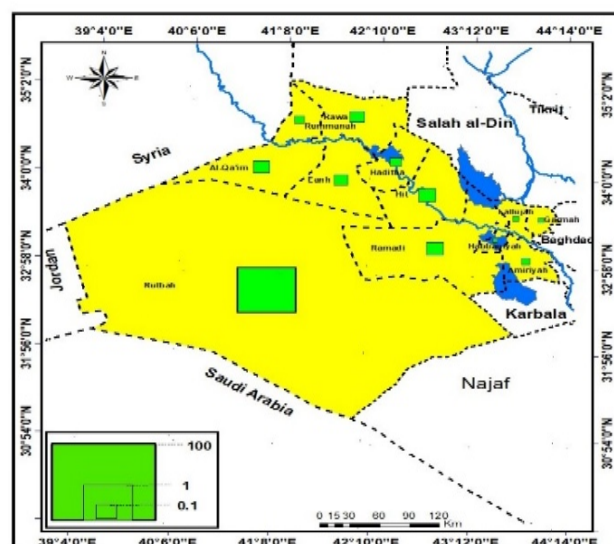 39°4'0"E 40°6'0"E 41°8'0"E 42°10'0"E 43°12'0"E 44°14'0"E
35°2'0"N
35°2'0"N
N
W
E
S
Rawa
Rummanah
Salah al-Din
Tikrit
Syria
Al-Qa'im
Haditha
34°0'0"N
34°0'0"N
Hit
Fallujah
Garmah
Baghdad
Habbaniyah
Ramadi
Amiriyah
32°58'0"N
32°58'0"N
Jordan
Rutbah
Karbala
31°56'0"N
31°56'0"N
Saudi Arabia
Najaf
30°54'0"N
30°54'0"N
100
1
0.1
0 15 30 60 90 120
Km
39°4'0"E 40°6'0"E 41°8'0"E 42°10'0"E 43°12'0"E 44°14'0"E